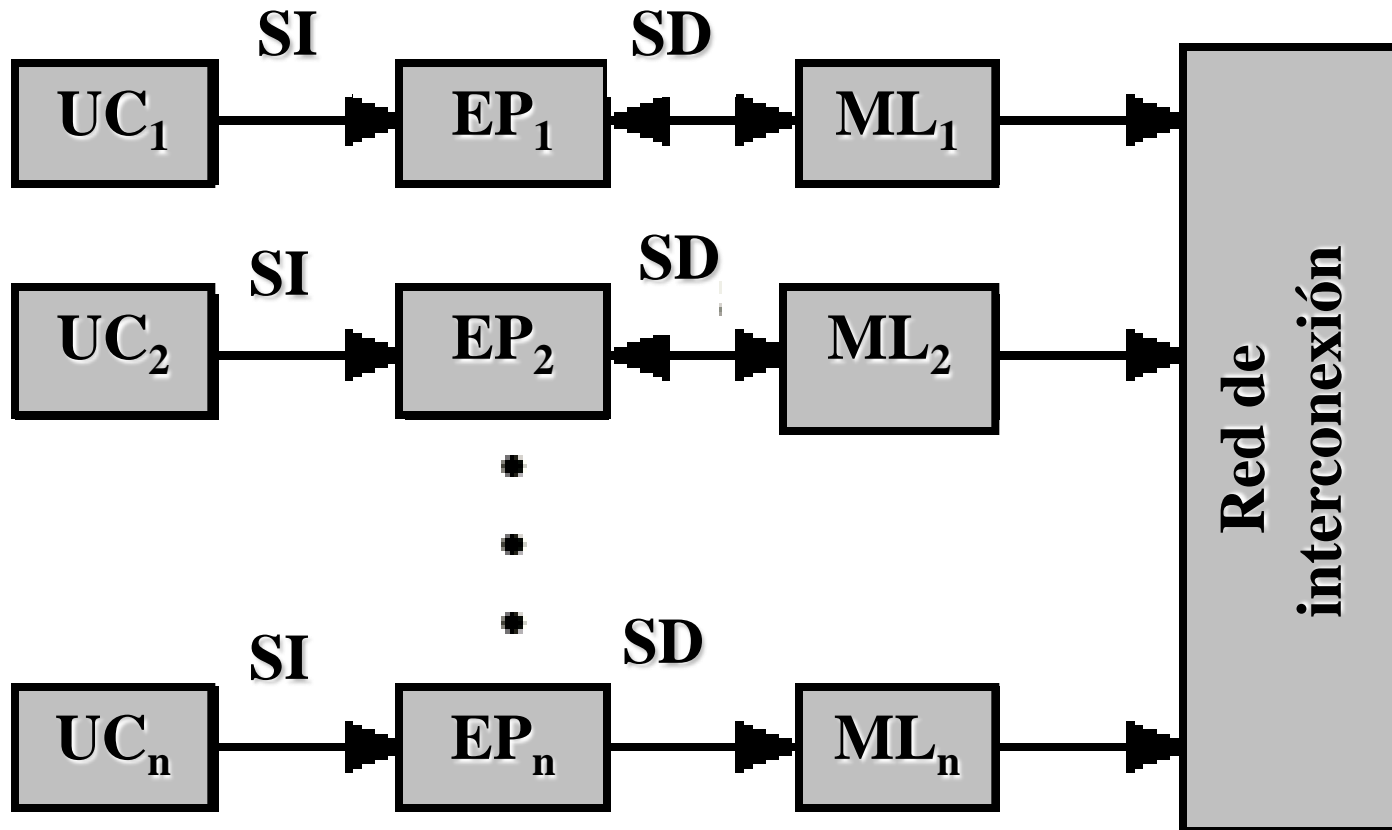 SI SD
UC1 EP1 ML1
SI SD
UC2 EP2 ML2
SI SD
UCn EPn MLn
Red de
interconexión